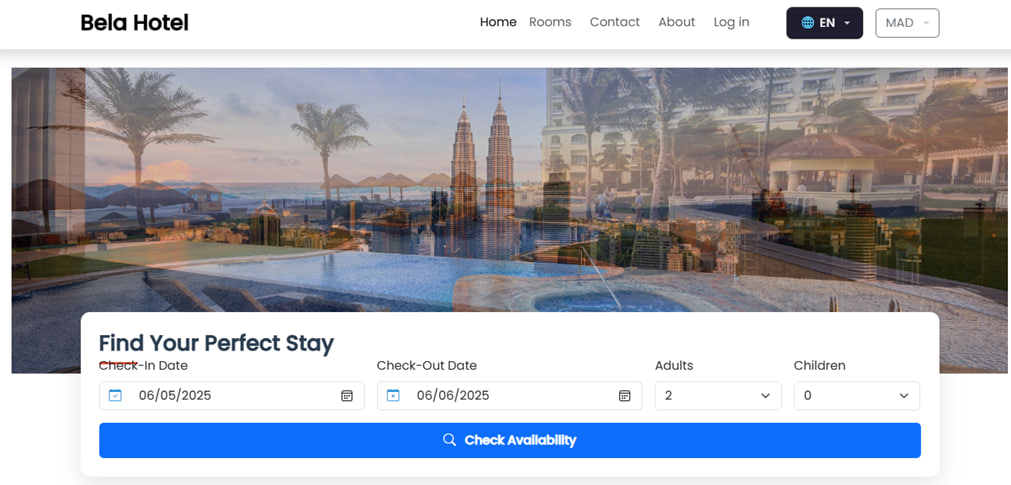 Bela Hotel Home Rooms Contact About Log in EN MAD
Find Your Perfect Stay
Check-In Date Check-Out Date Adults Children
06/05/2025 06/06/2025 2 0
Check Availability